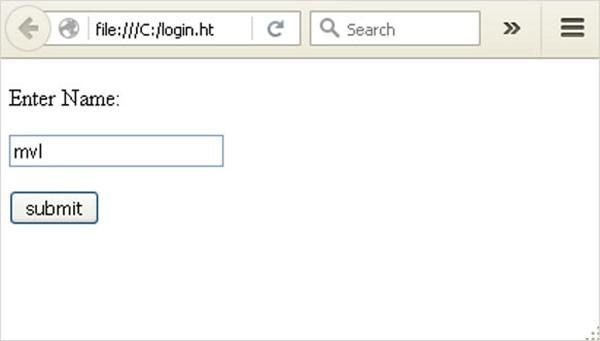 file:///C:/login.ht
Search
Enter Name:
mvl
submit